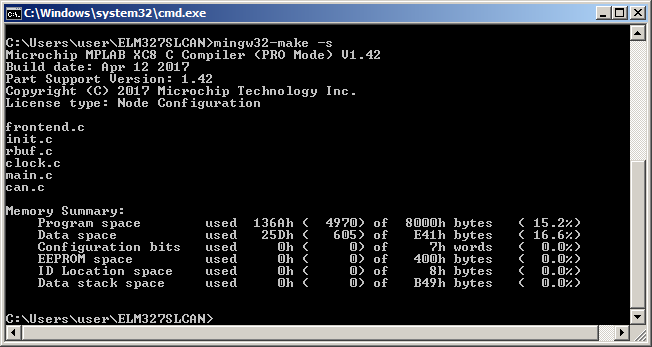 C:\Windows\system32\cmd.exe
C:\Users\user\ELM327SLCAN>mingw32-make -s
Microchip MPLAB XC8 C Compiler (PRO Mode) V1.42
Build date: Apr 12 2017
Part Support Version: 1.42
Copyright (C) 2017 Microchip Technology Inc.
License type: Node Configuration
frontend.c
init.c
rbuf.c
clock.c
main.c
can.c
Memory Summary:
Program space used 136Ah ( 4970) of 8000h bytes ( 15.2%)
Data space used 25Dh ( 605) of E41h bytes ( 16.6%)
Configuration bits used 0h ( 0) of 7h words ( 0.0%)
EEPROM space used 0h ( 0) of 400h bytes ( 0.0%)
ID Location space used 0h ( 0) of 8h bytes ( 0.0%)
Data stack space used 0h ( 0) of B49h bytes ( 0.0%)
C:\Users\user\ELM327SLCAN>